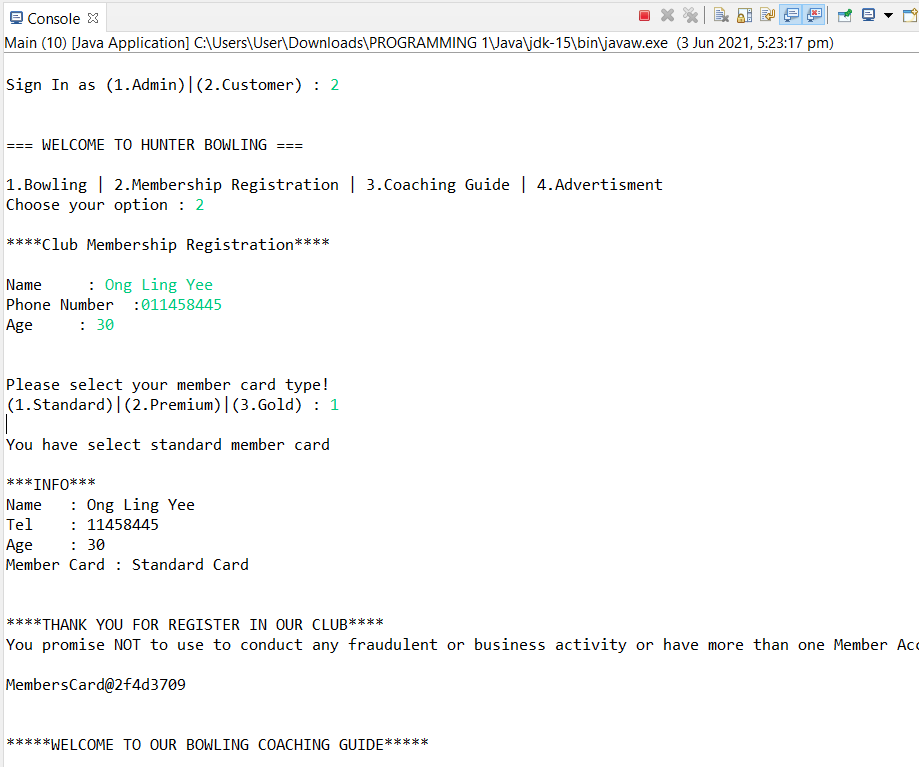 Console
Main (10) [Java Application] C:\Users\User\Downloads\PROGRAMMING 1\Java\jdk-15\bin\javaw.exe (3 Jun 2021, 5:23:17 pm)
Sign In as (1.Admin)|(2.Customer) : 2
=== WELCOME TO HUNTER BOWLING ===
1.Bowling | 2.Membership Registration | 3.Coaching Guide | 4.Advertisment
Choose your option : 2
****Club Membership Registration****
Name     : Ong Ling Yee
Phone Number  :011458445
Age     : 30
Please select your member card type!
(1.Standard)|(2.Premium)|(3.Gold) : 1
You have select standard member card
***INFO***
Name   : Ong Ling Yee
Tel    : 11458445
Age    : 30
Member Card : Standard Card
****THANK YOU FOR REGISTER IN OUR CLUB****
You promise NOT to use to conduct any fraudulent or business activity or have more than one Member Acc
MembersCard@2f4d3709
*****WELCOME TO OUR BOWLING COACHING GUIDE*****